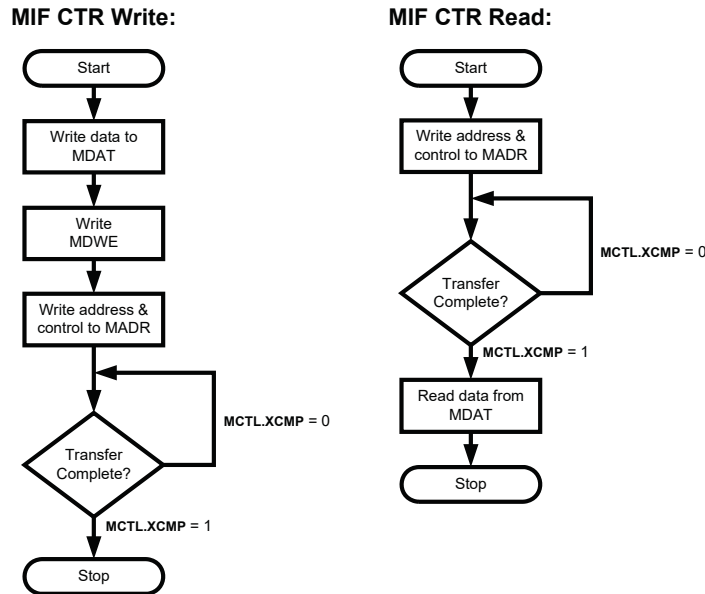 MIF CTR Write:
Start
Write data to
MDAT
Write
MDWE
Write address &
control to MADR
MCTL.XCMP = 0
Transfer
Complete?
MCTL.XCMP = 1
Stop
MIF CTR Read:
Start
Write address &
control to MADR
MCTL.XCMP = 0
Transfer
Complete?
MCTL.XCMP = 1
Read data from
MDAT
Stop